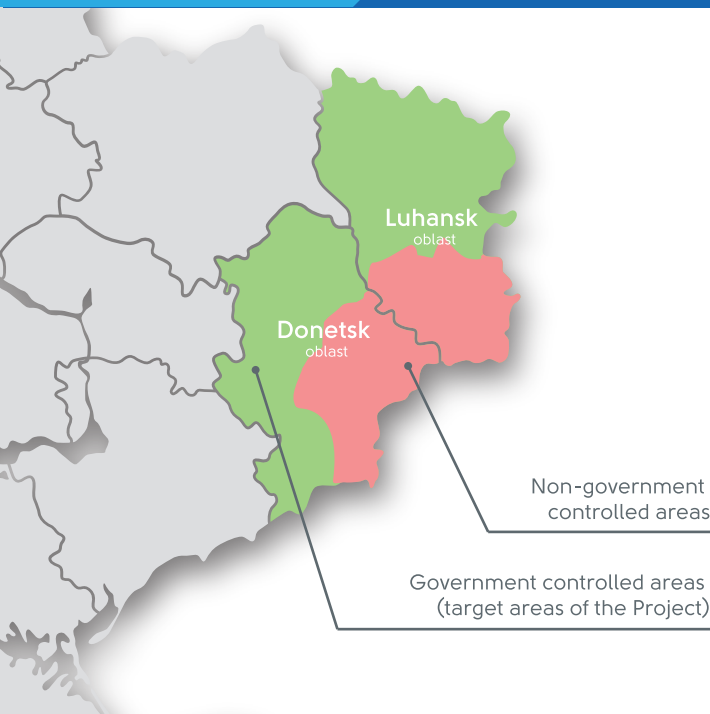 Luhansk
oblast
Donetsk
oblast
Non-government
controlled areas
Government controlled areas
(target areas of the Project)